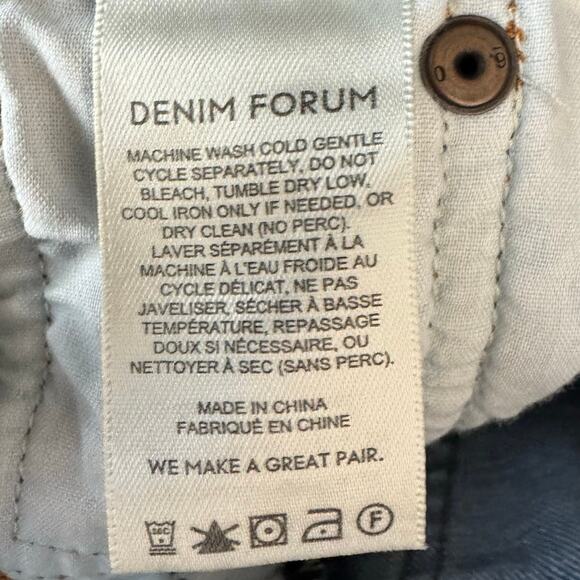 DENIM FORUM
MACHINE WASH COLD GENTLE
CYCLE SEPARATELY, DO NOT
BLEACH, TUMBLE DRY LOW,
COOL IRON ONLY IF NEEDED, OR
DRY CLEAN (NO PERC).
LAVER SÉPARÉMENT À LA
MACHINE À L'EAU FROIDE AU
CYCLE DÉLICAT, NE PAS
JAVELISER, SÉCHER À BASSE
TEMPÉRATURE, REPASSAGE
DOUX SI NÉCESSAIRE, OU
NETTOYER À SEC (SANS PERC).
MADE IN CHINA
FABRIQUÉ EN CHINE
WE MAKE A GREAT PAIR.
F